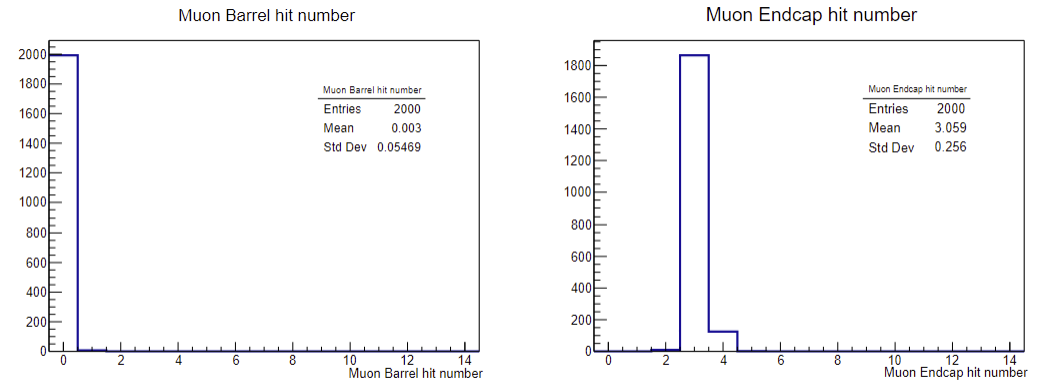 Muon Barrel hit number
2000
1800
1600
1400
1200
1000
800
600
400
200
0
Muon Barrel hit number
Entries 2000
Mean 0.003
Std Dev 0.05469
0 2 4 6 8 10 12 14
Muon Barrel hit number
Muon Endcap hit number
1800
1600
1400
1200
1000
800
600
400
200
0
Muon Endcap hit number
Entries 2000
Mean 3.059
Std Dev 0.256
0 2 4 6 8 10 12 14
Muon Endcap hit number